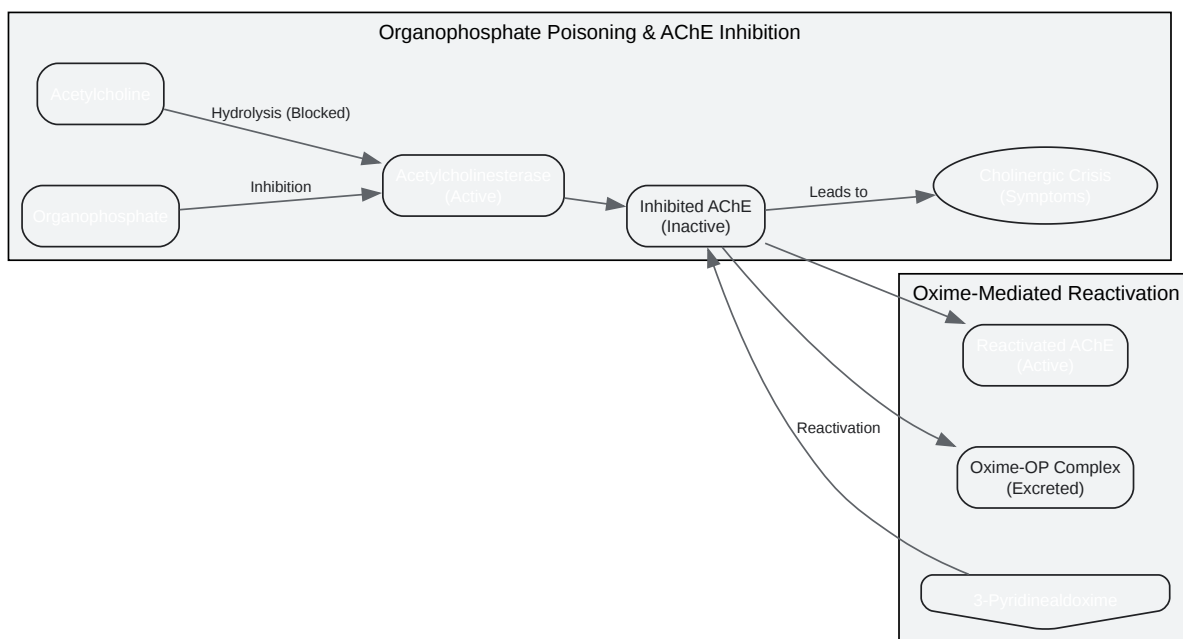 Organophosphate Poisoning & AChE Inhibition
Acetylcholine
Hydrolysis (Blocked)
Organophosphate
Inhibition
Acetylcholinesterase
(Active)
Inhibited AChE
(Inactive)
Leads to
Cholinergic Crisis
(Symptoms)
Oxime-Mediated Reactivation
Reactivated AChE
(Active)
Reactivation
Oxime-OP Complex
(Excreted)
3-Pyridinealdoxime